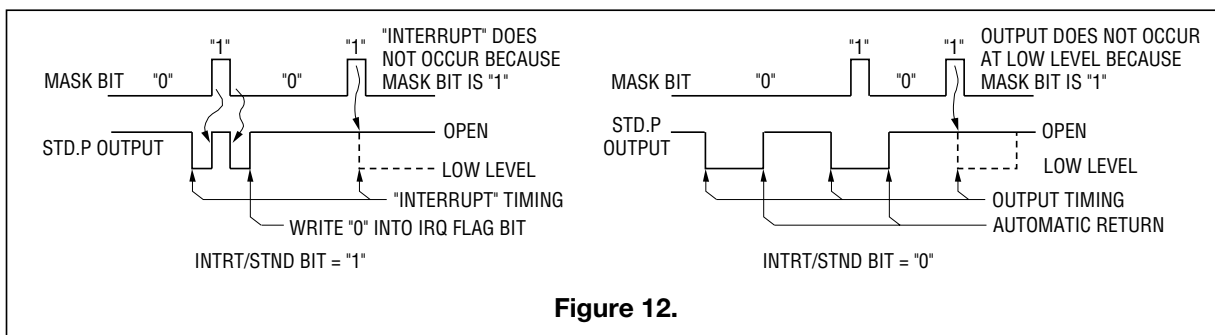 "1"
"1"
"INTERRUPT" DOES
NOT OCCUR BECAUSE
MASK BIT IS "1"
MASK BIT
"0"
"0"
STD.P OUTPUT
OPEN
LOW LEVEL
"INTERRUPT" TIMING
WRITE "0" INTO IRQ FLAG BIT
INTRT/STND BIT = "1"
"1"
"1"
OUTPUT DOES NOT OCCUR
AT LOW LEVEL BECAUSE
MASK BIT IS "1"
MASK BIT
"0"
"0"
STD.P
OUTPUT
OPEN
LOW LEVEL
OUTPUT TIMING
AUTOMATIC RETURN
INTRT/STND BIT = "0"
Figure 12.